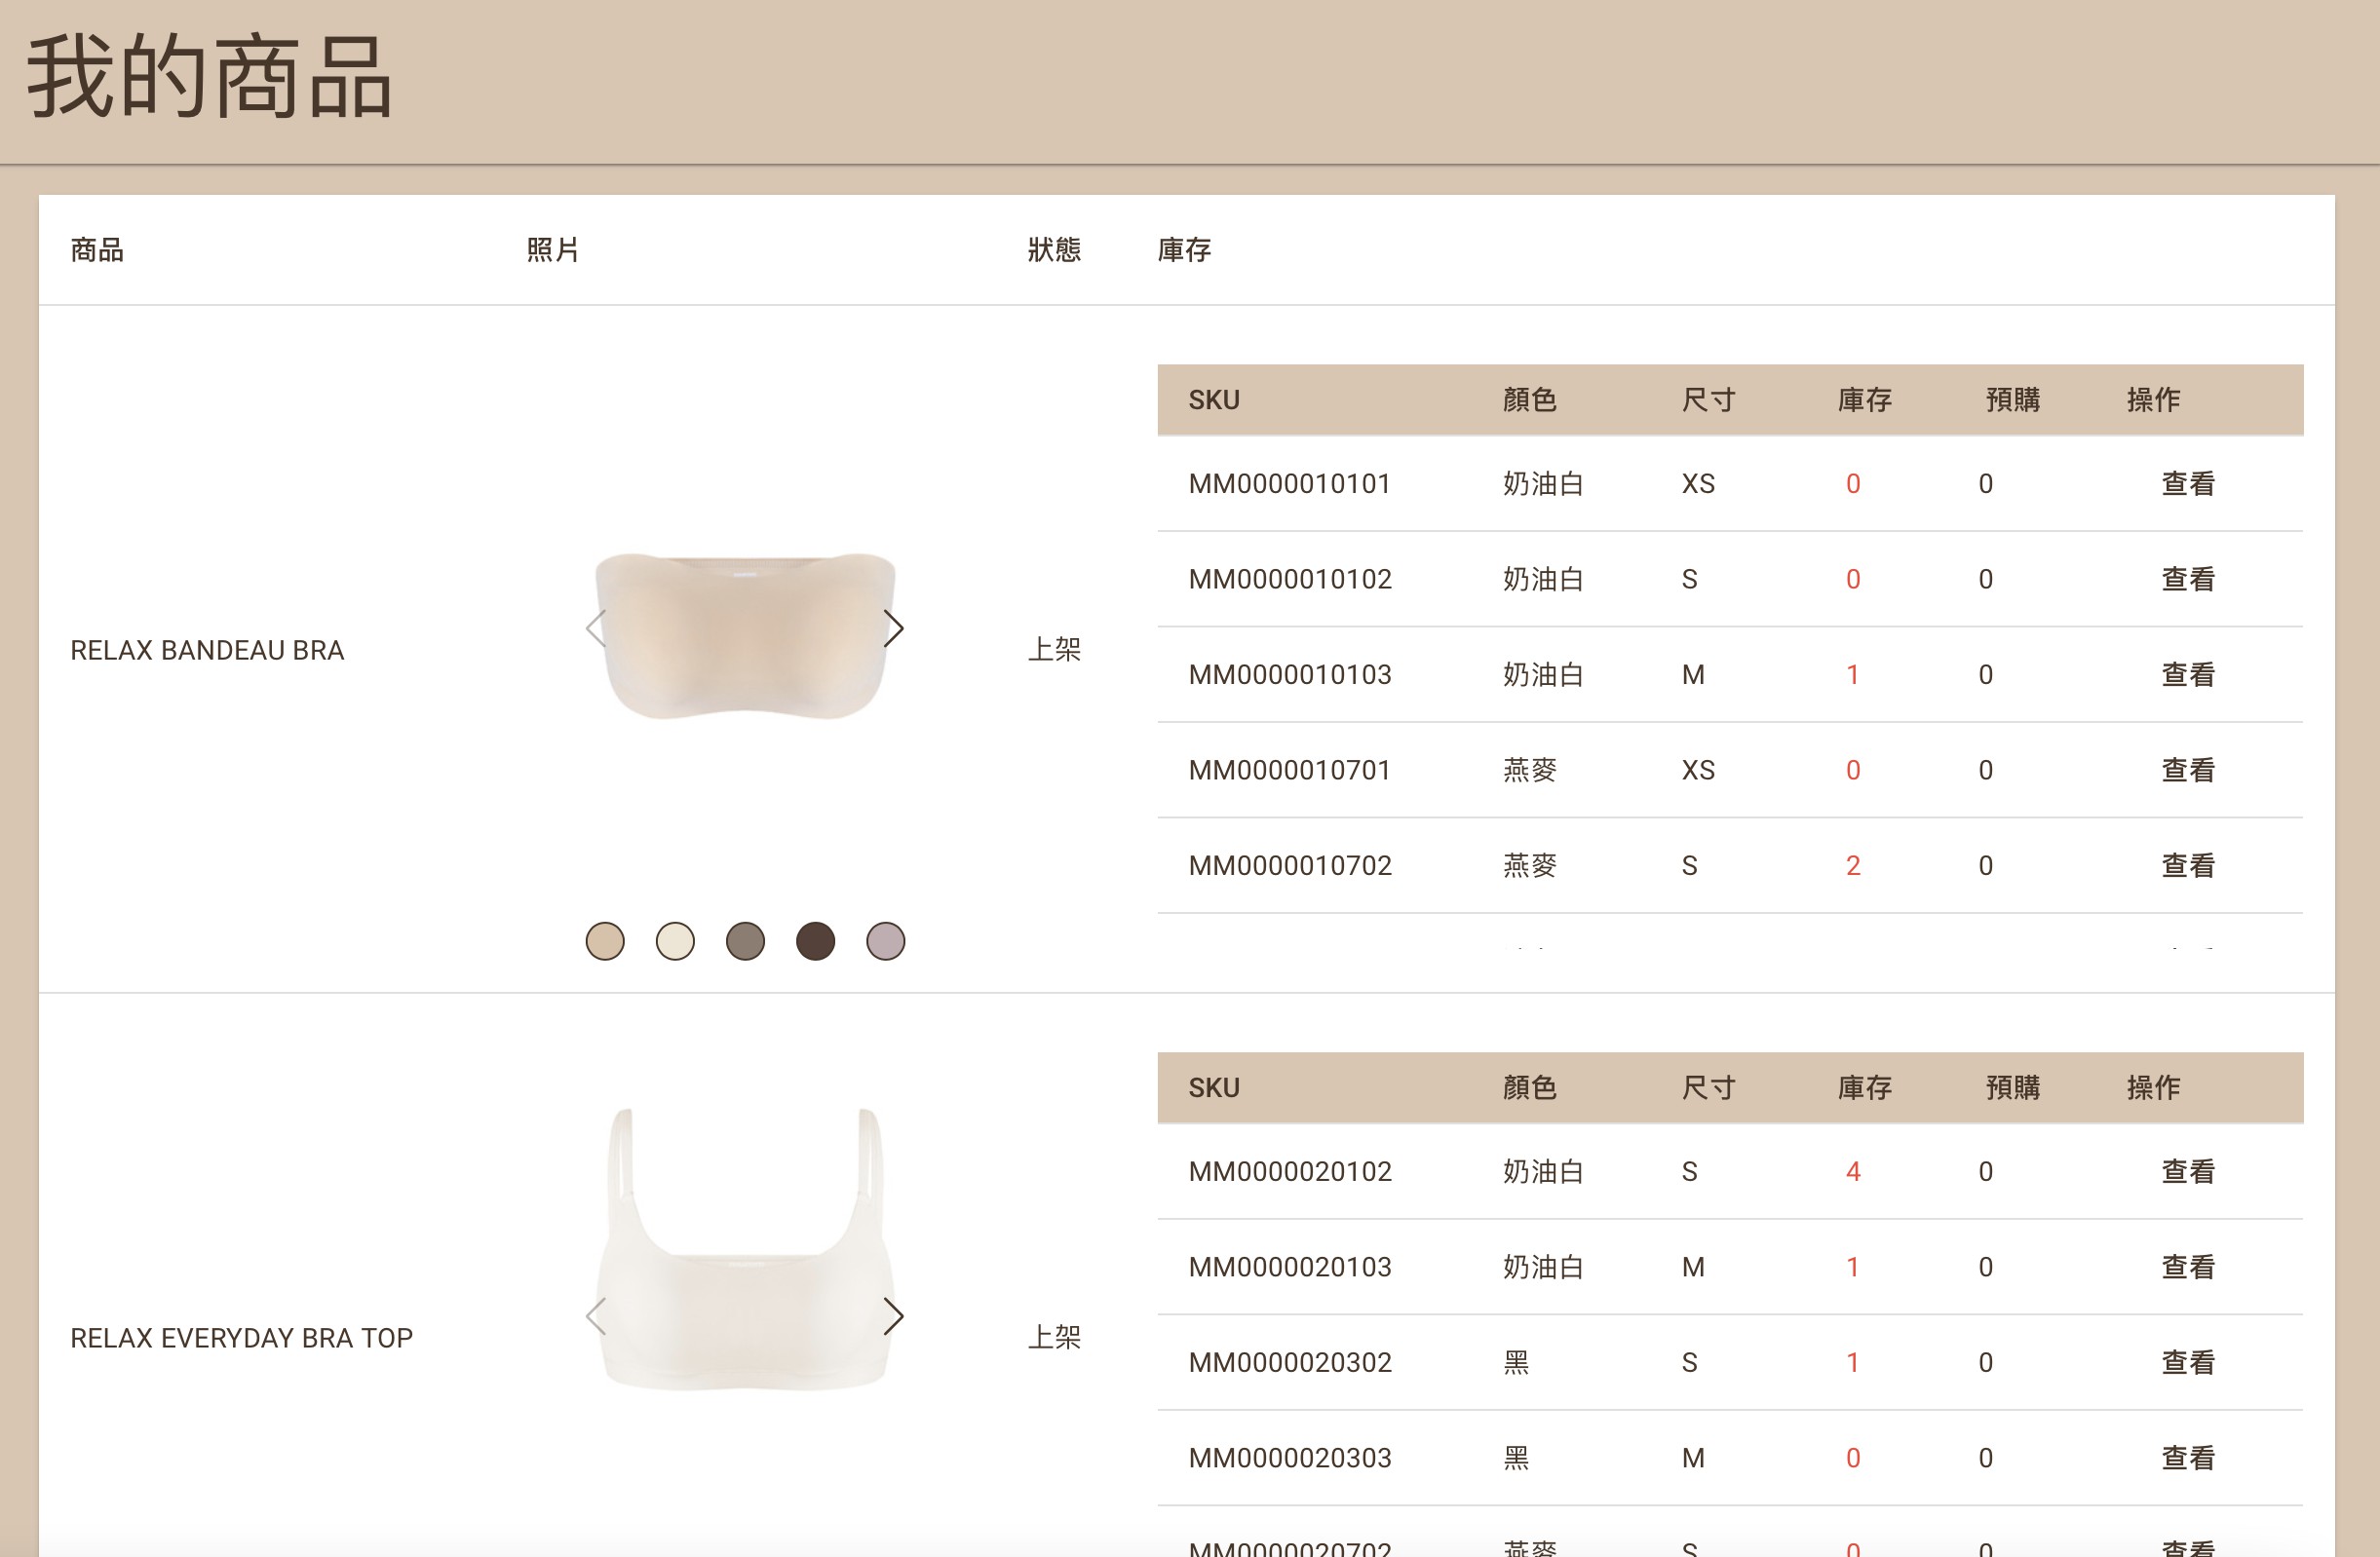 我的商品
商品 照片 狀態 庫存
RELAX BANDEAU BRA
上架
SKU 顏色 尺寸 庫存 預購 操作
MM0000010101 奶油白 XS 0 0 查看
MM0000010102 奶油白 S 0 0 查看
MM0000010103 奶油白 M 1 0 查看
MM0000010701 燕麥 XS 0 0 查看
MM0000010702 燕麥 S 2 0 查看
RELAX EVERYDAY BRA TOP
上架
SKU 顏色 尺寸 庫存 預購 操作
MM0000020102 奶油白 S 4 0 查看
MM0000020103 奶油白 M 1 0 查看
MM0000020302 黑 S 1 0 查看
MM0000020303 黑 M 0 0 查看
MM0000020702 燕麥 S 0 0 查看